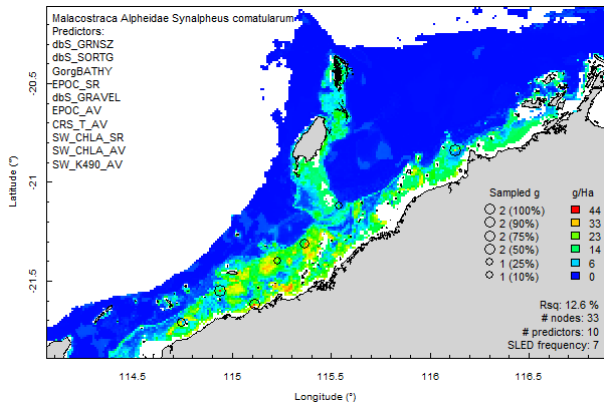 Malacostraca Alpheidae Synalpheus comatularum
Predictors:
dbS_GRNSZ
dbS_SORTG
GorgBATHY
EPOC_SR
dbS_GRAVEL
EPOC_AV
CRS_T_AV
SW_CHLA_SR
SW_CHLA_AV
SW_K490_AV
-20.5
-21
-21.5
Latitude (°)
Sampled g g/Ha
2 (100%) 44
2 (90%) 33
2 (75%) 23
2 (50%) 14
1 (25%) 6
1 (10%) 0
Rsq: 12.6 %
# nodes: 33
# predictors: 10
SLED frequency: 7
114.5 115 115.5 116 116.5
Longitude (°)